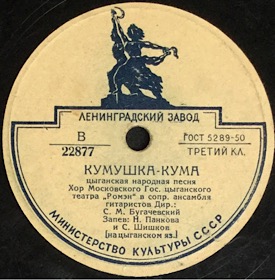 ЛЕНИНГРАДСКИЙ ЗАВОД
В
22877
ГОСТ 5289-50
ТРЕТИЙ КЛ.
КУМУШКА-КУМА
цыганская народная песня
Хор Московского Гос. цыганского
театра „Ромэн" в сопр. ансамбля
гитаристов Дир.:
С. М. Бугачевский
Запев: Н. Панкова
и С. Шишков
(на цыганском яз.)
МИНИСТЕРСТВО КУЛЬТУРЫ СССР